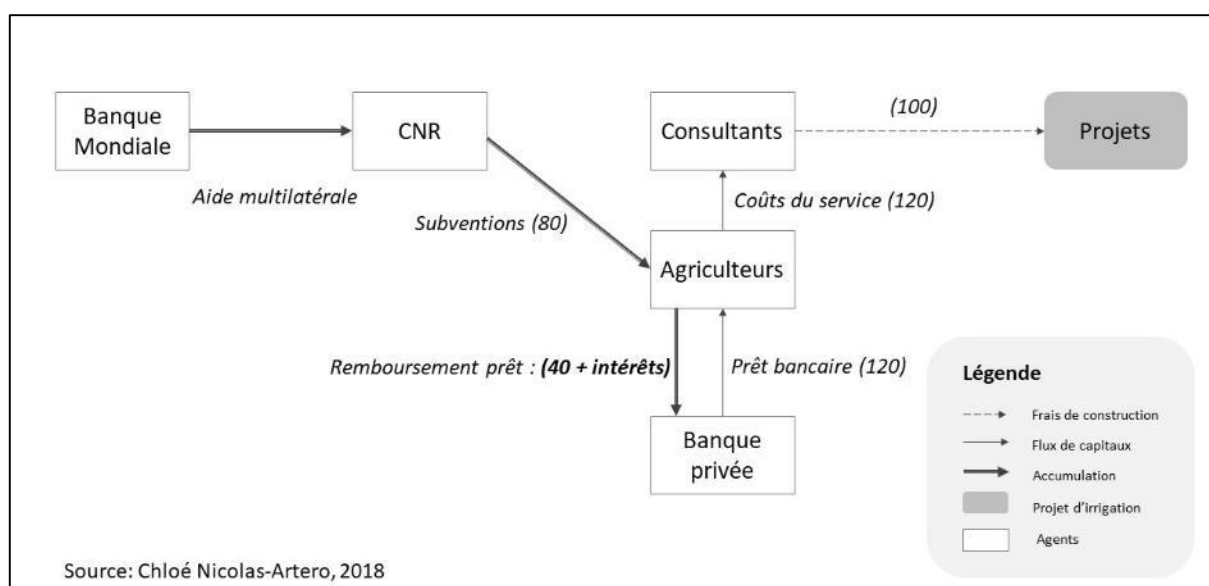 Banque
Mondiale
CNR
Consultants
(100)
Projets
Aide multilatérale
Subventions (80)
Coûts du service (120)
Agriculteurs
Remboursement prêt : (40 + intérêts)
Prêt bancaire (120)
Banque
privée
Légende
Frais de construction
Flux de capitaux
Accumulation
Projet d'irrigation
Agents
Source: Chloé Nicolas-Artero, 2018